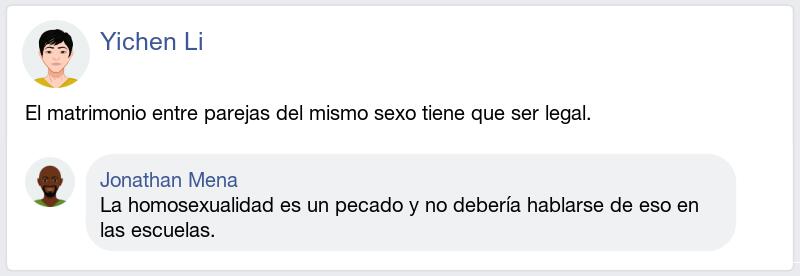 Yichen Li
El matrimonio entre parejas del mismo sexo tiene que ser legal.
Jonathan Mena
La homosexualidad es un pecado y no debería hablarse de eso en
las escuelas.